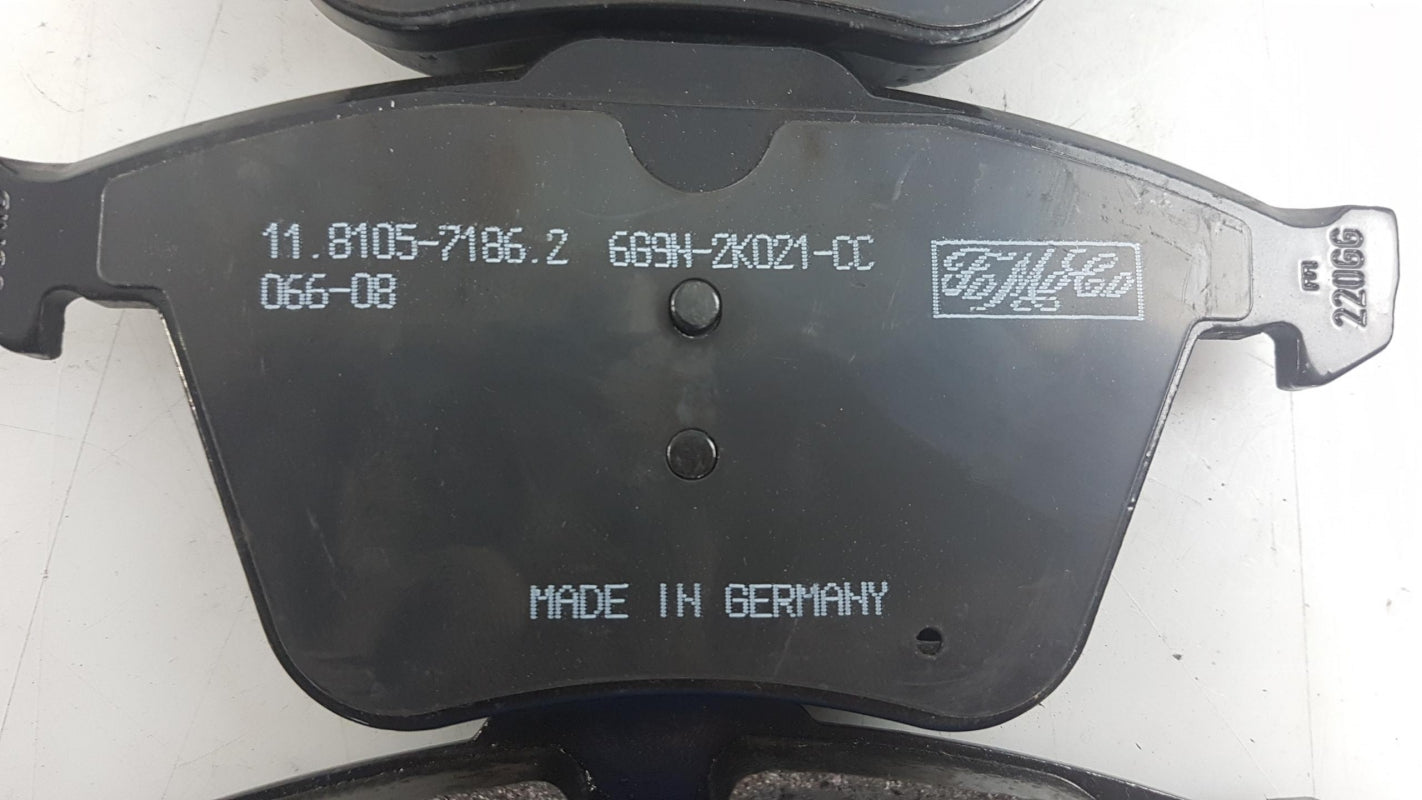 11.8105-7186.2 6G9N-2K021-CC
066-08
FoMoCo
MADE IN GERMANY
22066